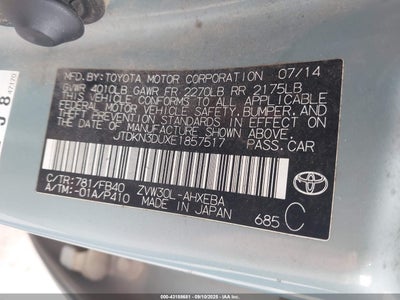 MFD.BY:TOYOTA MOTOR CORPORATION 07/14
GVWR 4010LB GAWR FR 2270LB RR 2175LB
THIS VEHICLE CONFORMS TO ALL APPLICABLE
FEDERAL MOTOR VEHICLE SAFETY, BUMPER,
AND THEFT PREVENTION STANDARDS IN EFFECT
ON THE DATE OF MANUFACTURE SHOWN ABOVE.
JTDKN3DUXE1857517 PASS.CAR
C/TR:781/FB40 ZVW30L-AHXEBA
A/TM:-01A/P410 MADE IN JAPAN
685 C
TOYOTA
000-43188681 - 09/10/2025 - IAAI